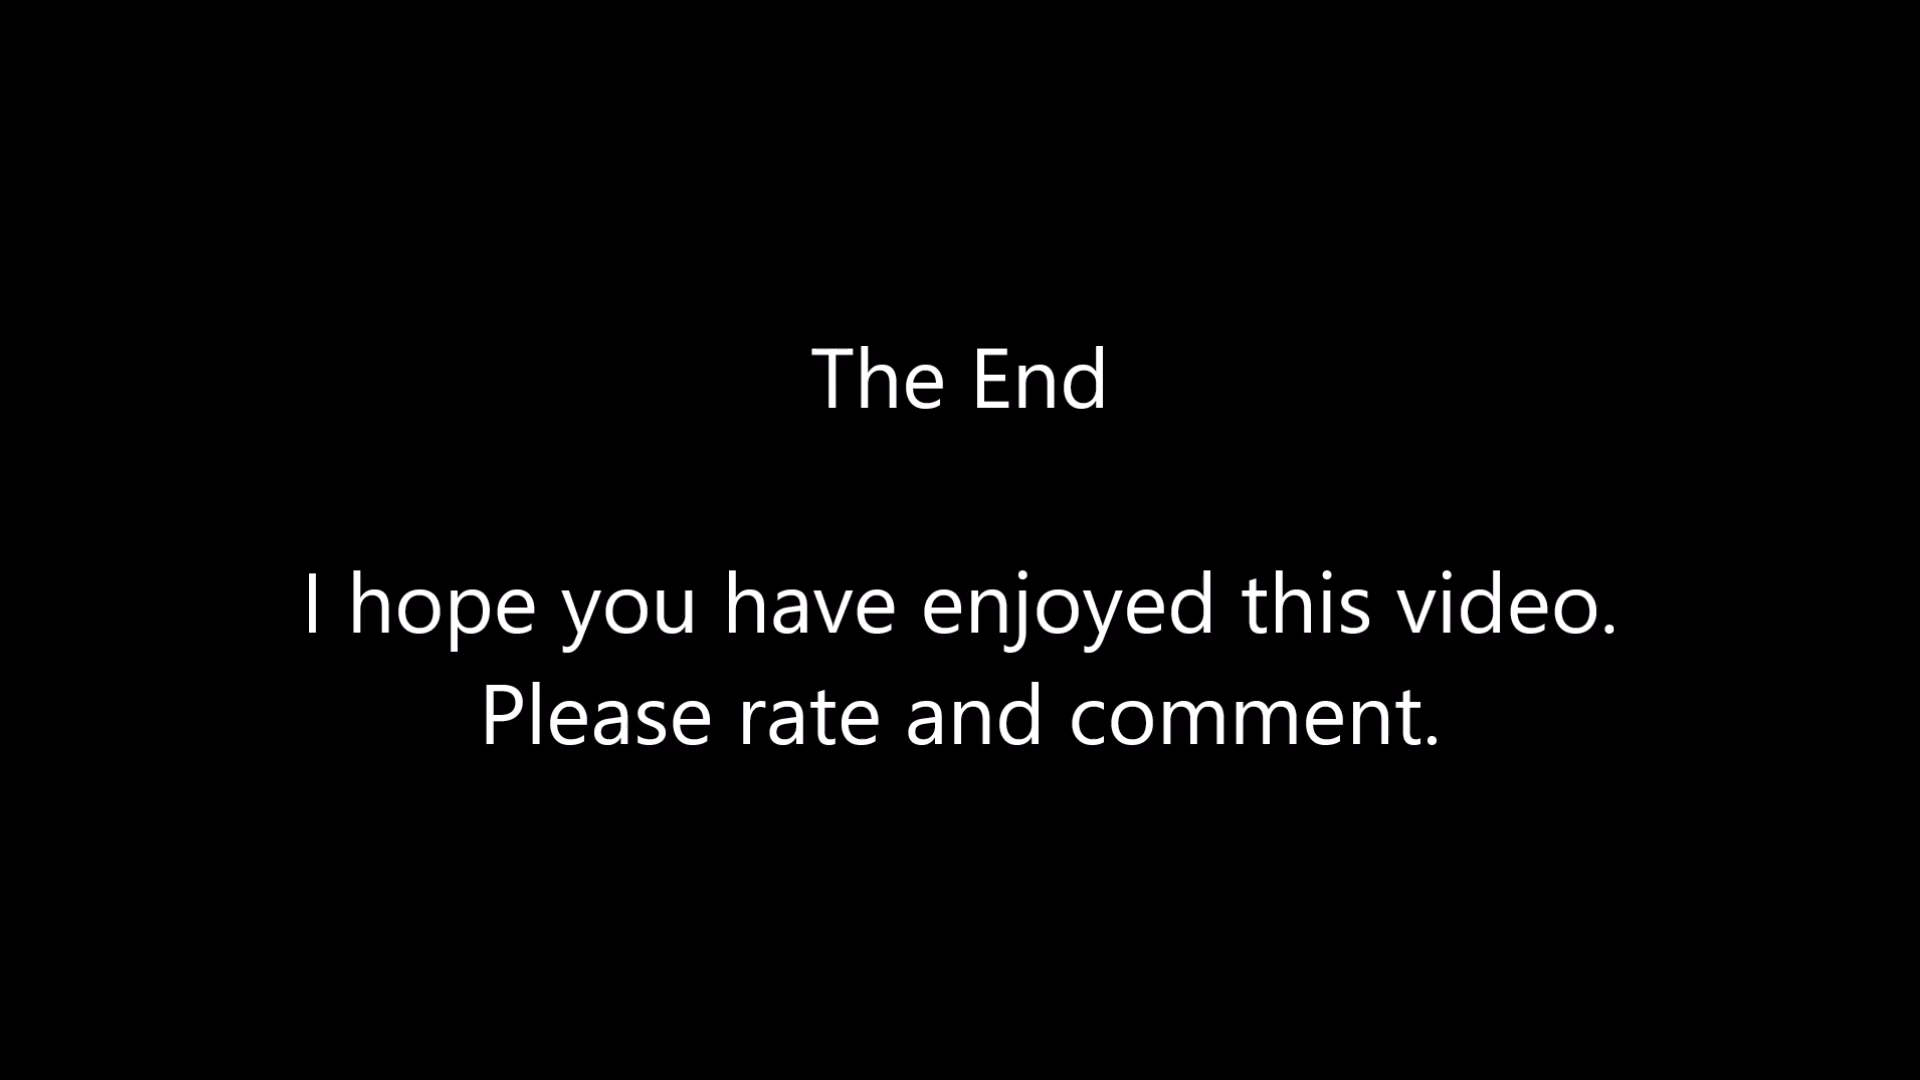 The End
I hope you have enjoyed this video.
Please rate and comment.